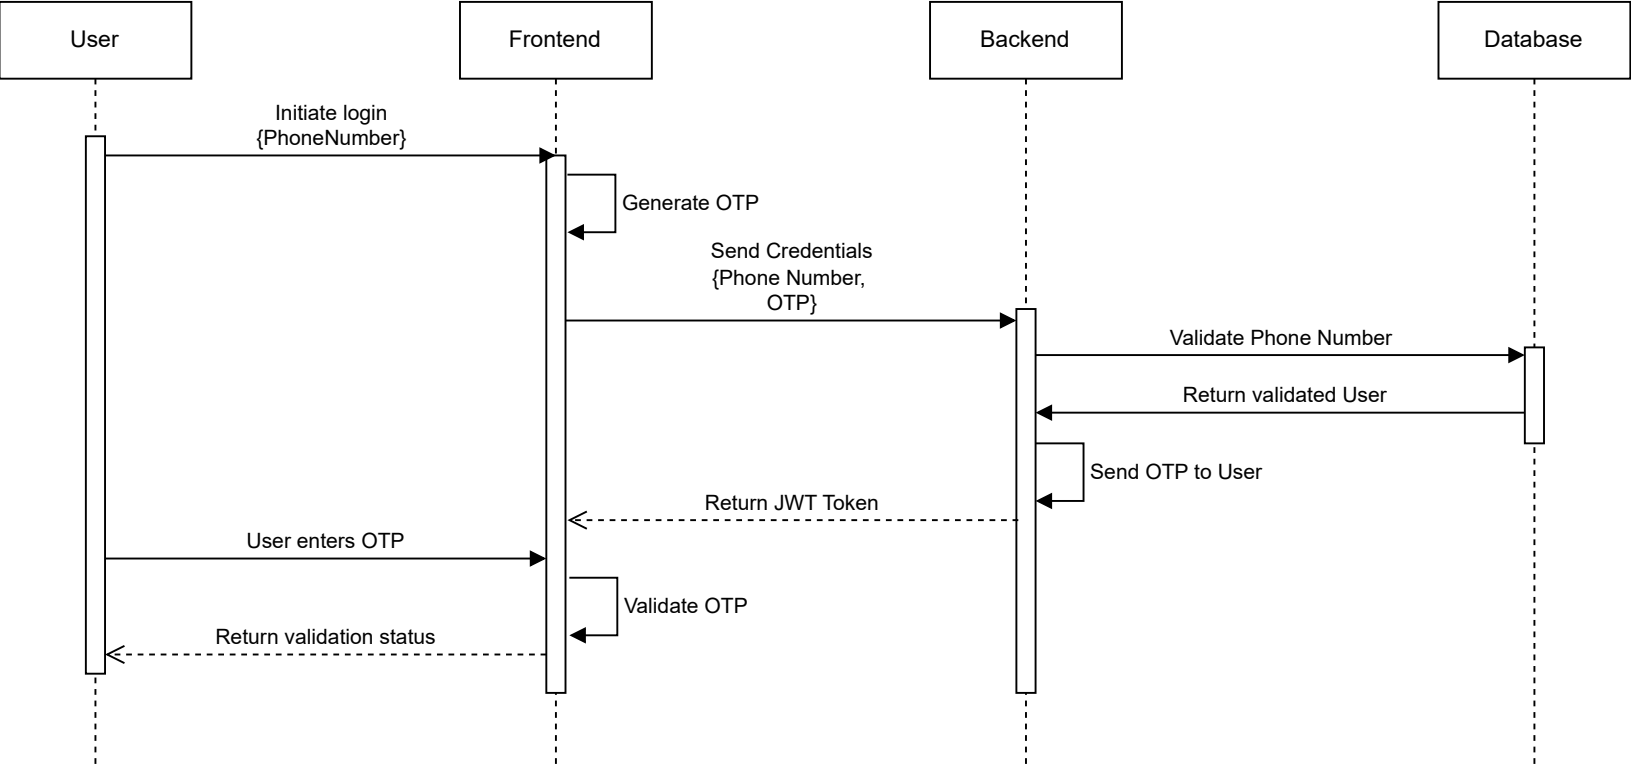 User
Frontend
Backend
Database
Initiate login
{PhoneNumber}
Generate OTP
Send Credentials
{Phone Number,
OTP}
Validate Phone Number
Return validated User
Send OTP to User
Return JWT Token
User enters OTP
Validate OTP
Return validation status